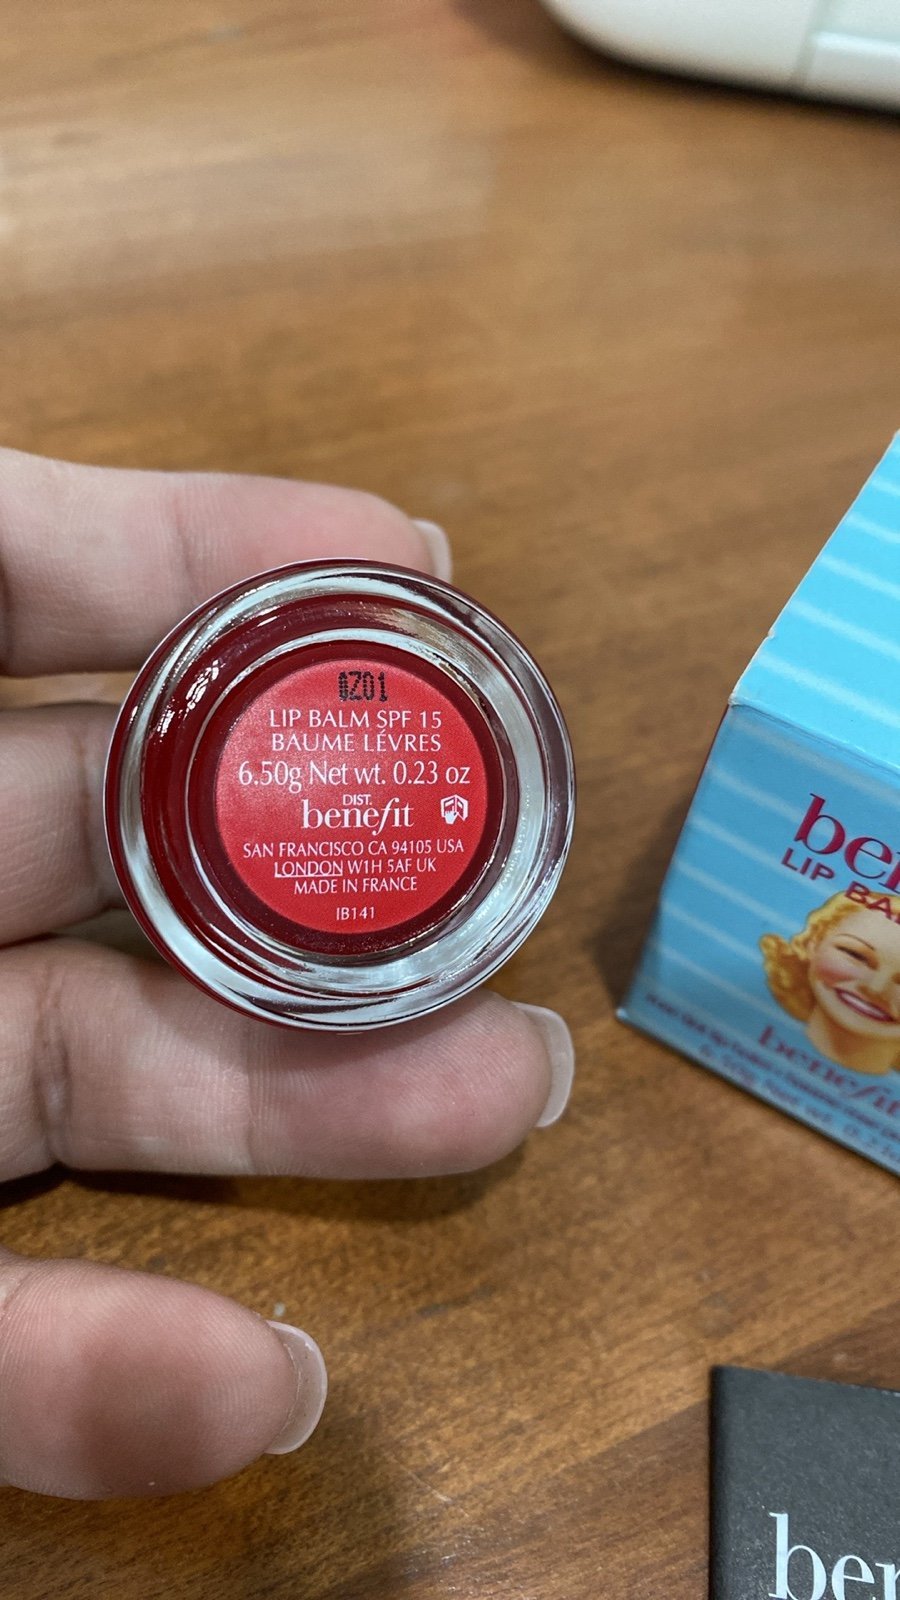 0Z01
LIP BALM SPF 15
BAUME LÉVRES
6.50g Net wt. 0.23 oz
DIST.
benefit
SAN FRANCISCO CA 94105 USA
LONDON W1H 5AF UK
MADE IN FRANCE
IB141
be
LIP BA
benefit
ben